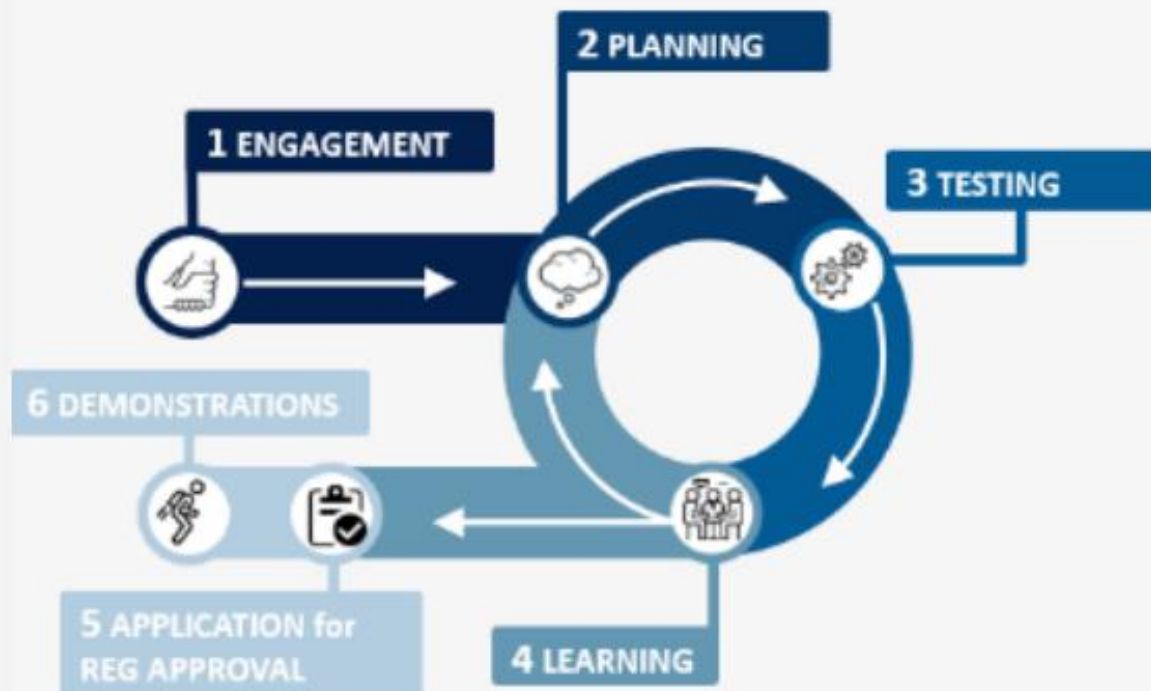 1 ENGAGEMENT
2 PLANNING
3 TESTING
4 LEARNING
5 APPLICATION for
REG APPROVAL
6 DEMONSTRATIONS